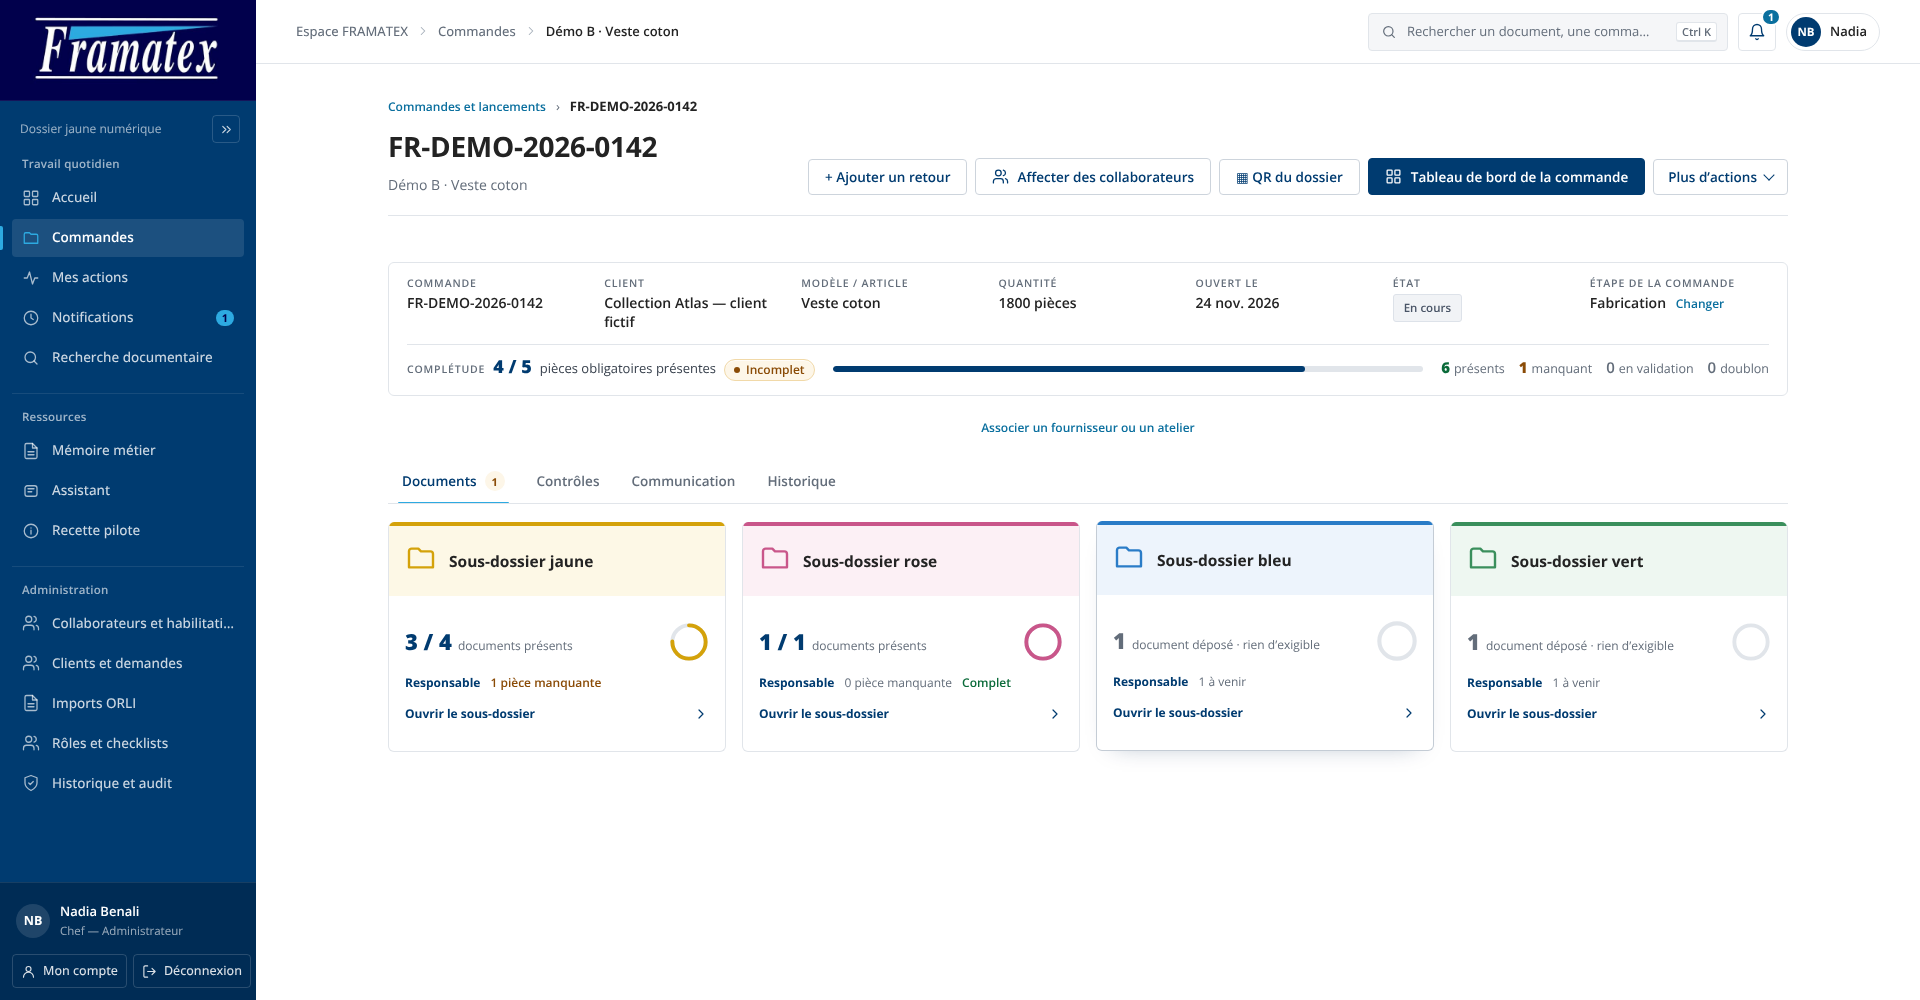 Framatex
Dossier jaune numérique
Travail quotidien
Accueil
Commandes
Mes actions
Notifications 1
Recherche documentaire
Ressources
Mémoire métier
Assistant
Recette pilote
Administration
Collaborateurs et habilitati...
Clients et demandes
Imports ORLI
Rôles et checklists
Historique et audit
NB
Nadia Benali
Chef — Administrateur
Mon compte
Déconnexion
Espace FRAMATEX
Commandes
Démo B · Veste coton
Rechercher un document, une comma...
Ctrl K
1
NB
Nadia
Commandes et lancements › FR-DEMO-2026-0142
FR-DEMO-2026-0142
Démo B · Veste coton
+ Ajouter un retour
Affecter des collaborateurs
QR du dossier
Tableau de bord de la commande
Plus d’actions
COMMANDE
FR-DEMO-2026-0142
CLIENT
Collection Atlas — client
fictif
MODÈLE / ARTICLE
Veste coton
QUANTITÉ
1800 pièces
OUVERT LE
24 nov. 2026
ÉTAT
En cours
ÉTAPE DE LA COMMANDE
Fabrication Changer
COMPLÉTUDE 4 / 5 pièces obligatoires présentes Incomplet
6 présents 1 manquant 0 en validation 0 doublon
Associer un fournisseur ou un atelier
Documents 1
Contrôles
Communication
Historique
Sous-dossier jaune
3 / 4 documents présents
Responsable 1 pièce manquante
Ouvrir le sous-dossier
Sous-dossier rose
1 / 1 documents présents
Responsable 0 pièce manquante Complet
Ouvrir le sous-dossier
Sous-dossier bleu
1 document déposé · rien d’exigible
Responsable 1 à venir
Ouvrir le sous-dossier
Sous-dossier vert
1 document déposé · rien d’exigible
Responsable 1 à venir
Ouvrir le sous-dossier